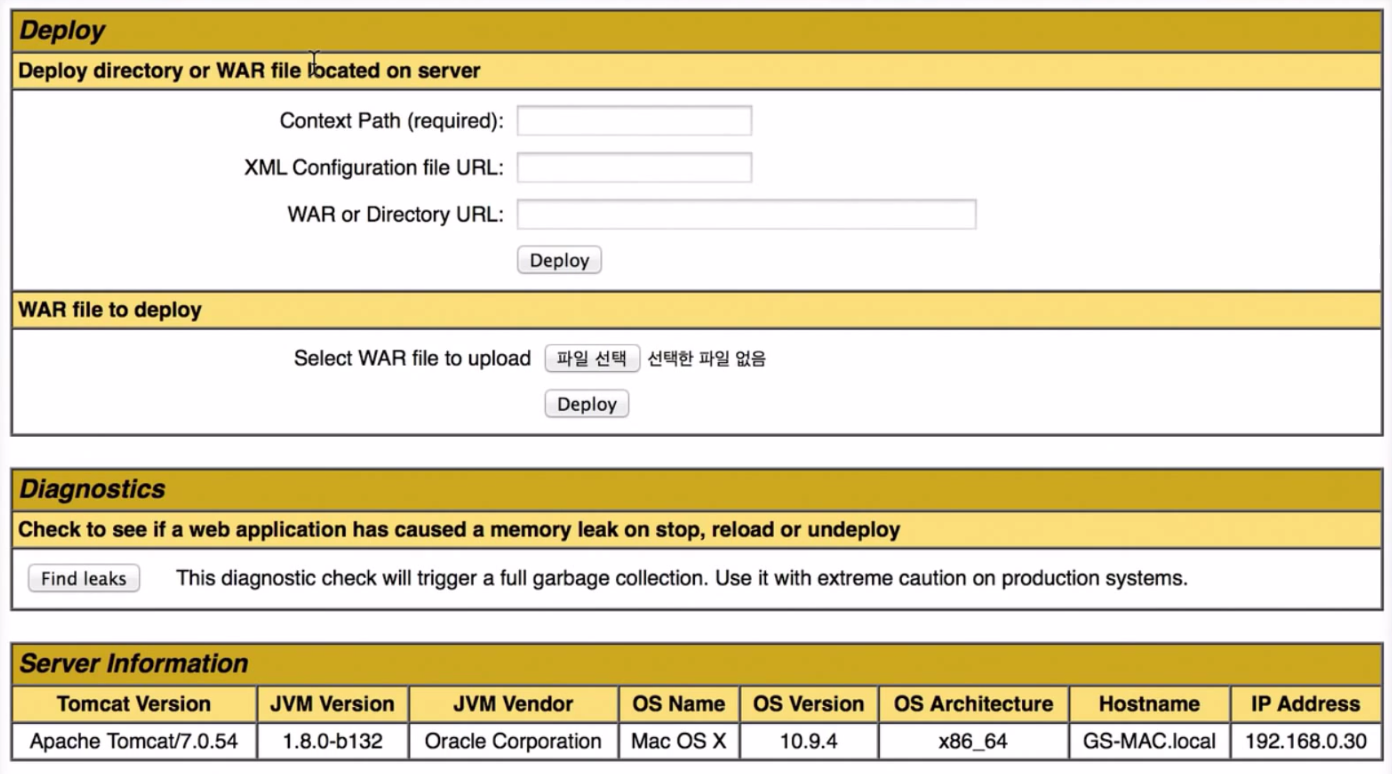 Deploy
Deploy directory or WAR file located on server
Context Path (required):
XML Configuration file URL:
WAR or Directory URL:
Deploy
WAR file to deploy
Select WAR file to upload 파일 선택 선택한 파일 없음
Deploy
Diagnostics
Check to see if a web application has caused a memory leak on stop, reload or undeploy
Find leaks This diagnostic check will trigger a full garbage collection. Use it with extreme caution on production systems.
Server Information
Tomcat Version JVM Version JVM Vendor OS Name OS Version OS Architecture Hostname IP Address
Apache Tomcat/7.0.54 1.8.0-b132 Oracle Corporation Mac OS X 10.9.4 x86_64 GS-MAC.local 192.168.0.30